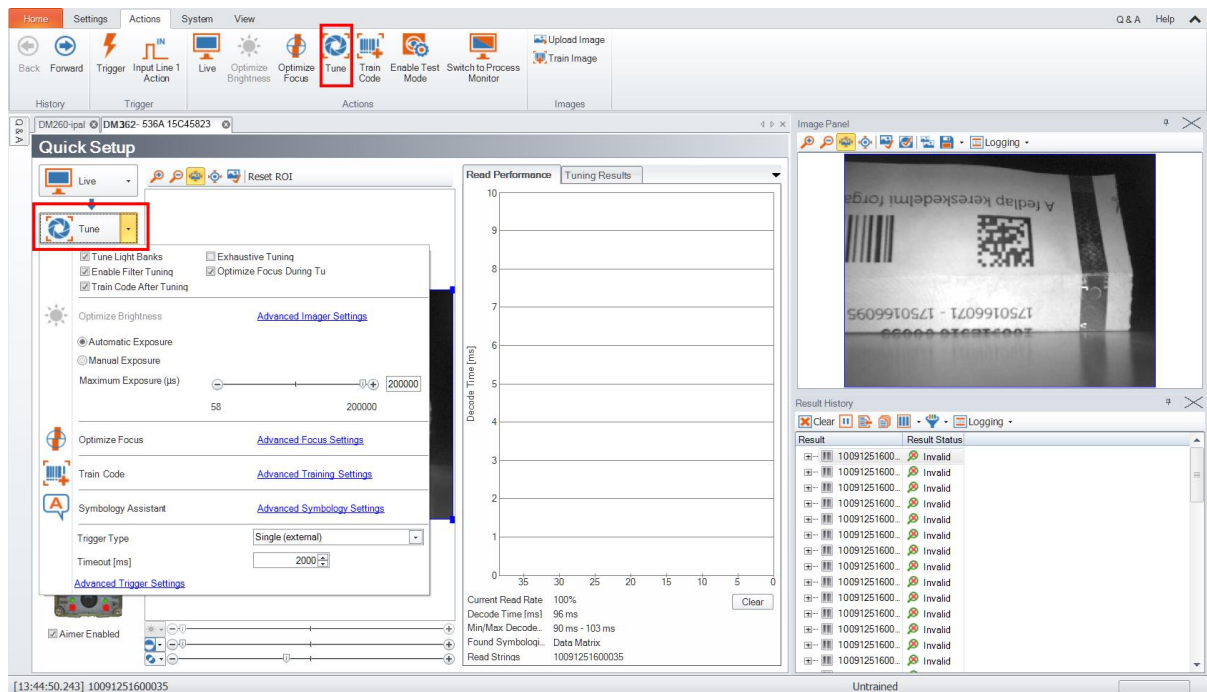 Home Settings Actions System View Q & A Help
Back Forward Trigger Input Line 1 Action Live Optimize Brightness Optimize Focus Tune Train Code Enable Test Mode Switch to Process Monitor Upload Image
Train Image
History Trigger Actions Images
Q & A
DM260-ipal DM362- 536A 15C45823
Quick Setup
Live
Reset ROI
Tune
Tune Light Banks Exhaustive Tuning
Enable Filter Tuning Optimize Focus During Tu
Train Code After Tuning
Optimize Brightness Advanced Imager Settings
Automatic Exposure
Manual Exposure
Maximum Exposure (µs) 200000
58 200000
Optimize Focus Advanced Focus Settings
Train Code Advanced Training Settings
Symbology Assistant Advanced Symbology Settings
Trigger Type Single (external)
Timeout [ms] 2000
Advanced Trigger Settings
Aimer Enabled
Read Performance Tuning Results
Decode Time [ms]
10
9
8
7
6
5
4
3
2
1
0
35 30 25 20 15 10 5 0
Current Read Rate 100%
Clear
Decode Time [ms] 96 ms
Min/Max Decode... 90 ms - 103 ms
Found Symbologi... Data Matrix
Read Strings 10091251600035
Image Panel
Logging
A fedlap kereskedelmi forga
1750166071 - 1750166095
Result History
Clear Logging
Result Result Status
10091251600... Invalid
10091251600... Invalid
10091251600... Invalid
10091251600... Invalid
10091251600... Invalid
10091251600... Invalid
10091251600... Invalid
10091251600... Invalid
10091251600... Invalid
10091251600... Invalid
10091251600... Invalid
10091251600... Invalid
10091251600... Invalid
10091251600... Invalid
[13:44:50.243] 10091251600035 Untrained